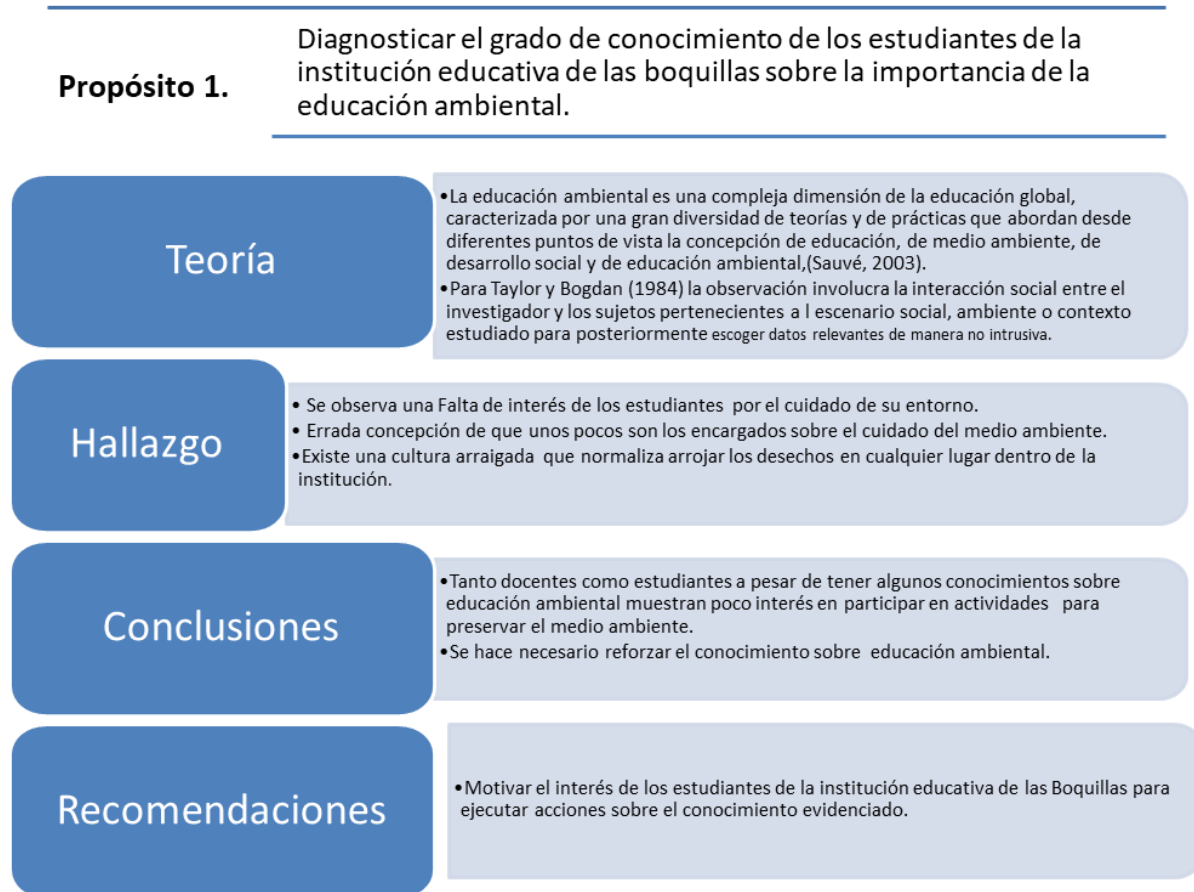 Propósito 1.
Diagnosticar el grado de conocimiento de los estudiantes de la
institución educativa de las boquillas sobre la importancia de la
educación ambiental.
Teoría
•La educación ambiental es una compleja dimensión de la educación global,
caracterizada por una gran diversidad de teorías y de prácticas que abordan desde
diferentes puntos de vista la concepción de educación, de medio ambiente, de
desarrollo social y de educación ambiental,(Sauvé, 2003).
•Para Taylor y Bogdan (1984) la observación involucra la interacción social entre el
investigador y los sujetos pertenecientes a l escenario social, ambiente o contexto
estudiado para posteriormente escoger datos relevantes de manera no intrusiva.
Hallazgo
• Se observa una Falta de interés de los estudiantes por el cuidado de su entorno.
• Errada concepción de que unos pocos son los encargados sobre el cuidado del medio ambiente.
•Existe una cultura arraigada que normaliza arrojar los desechos en cualquier lugar dentro de la
institución.
Conclusiones
•Tanto docentes como estudiantes a pesar de tener algunos conocimientos sobre
educación ambiental muestran poco interés en participar en actividades para
preservar el medio ambiente.
•Se hace necesario reforzar el conocimiento sobre educación ambiental.
Recomendaciones
•Motivar el interés de los estudiantes de la institución educativa de las Boquillas para
ejecutar acciones sobre el conocimiento evidenciado.